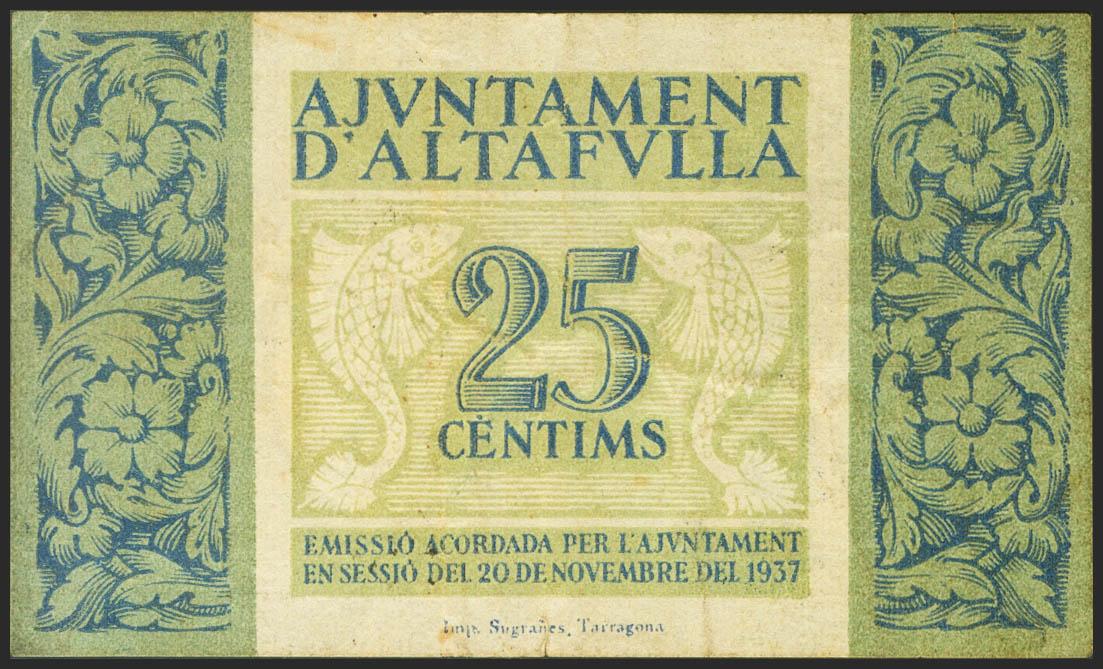 AJVNTAMENT
D'ALTAFVLLA
25
CÈNTIMS
EMISSIÓ ACORDADA PER L'AJVNTAMENT
EN SESSIÓ DEL 20 DE NOVEMBRE DEL 1937
Imp. Sugrañes, Tarragona